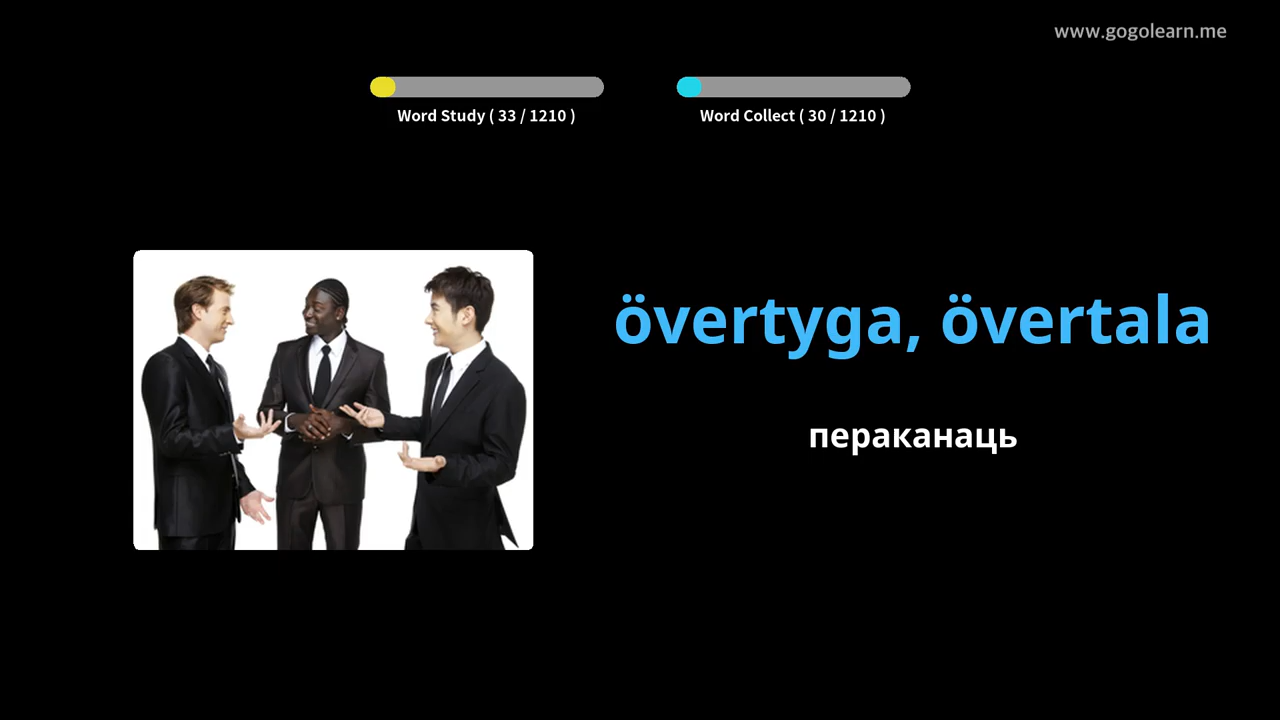 www.gogolearn.me
Word Study ( 33 / 1210 )
Word Collect ( 30 / 1210 )
övertyga, övertala
пераканаць